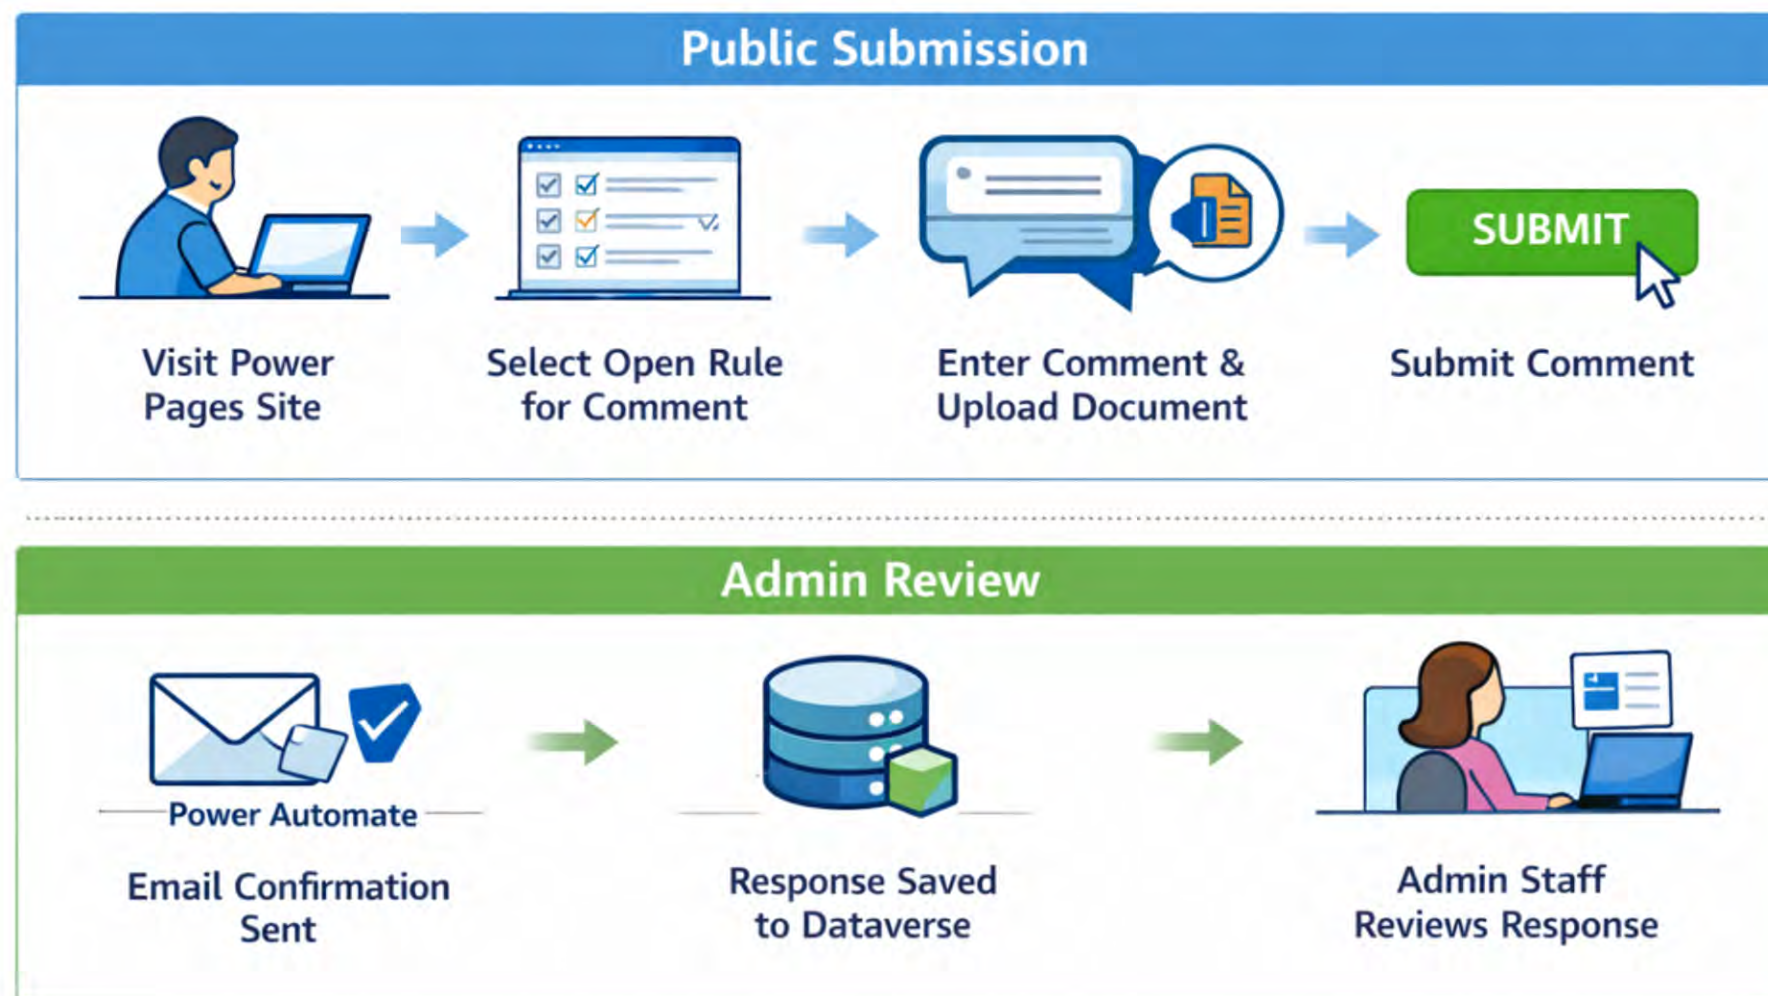 Public Submission
SUBMIT
Visit Power
Pages Site
Select Open Rule
for Comment
Enter Comment &
Upload Document
Submit Comment
Admin Review
Power Automate
Email Confirmation
Sent
Response Saved
to Dataverse
Admin Staff
Reviews Response